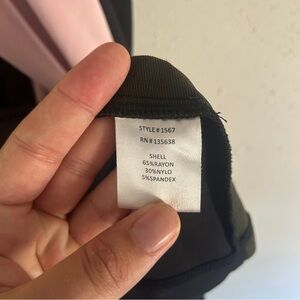 STYLE # 1567
RN # 135638
SHELL
65%RAYON
30%NYLO
5%SPANDEX